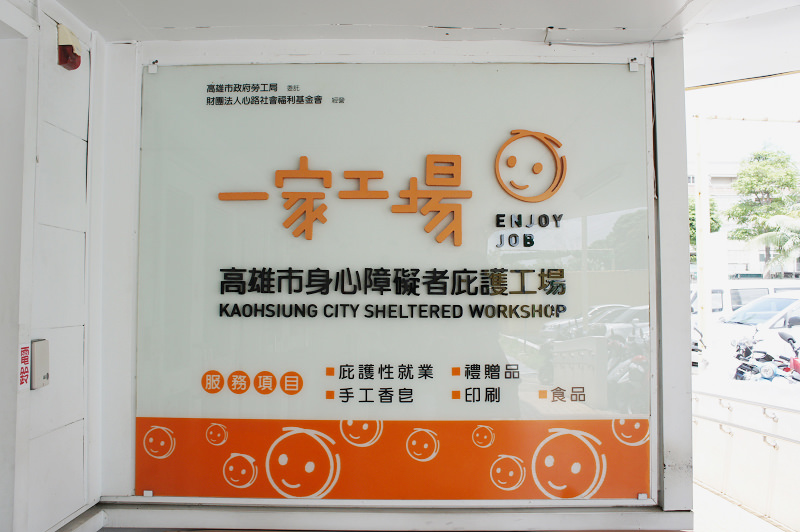 高雄市政府勞工局 委託
財團法人心路社會福利基金會 經營
一家工場
ENJOY
JOB
高雄市身心障礙者庇護工場
KAOHSIUNG CITY SHELTERED WORKSHOP
服務項目
■庇護性就業 ■禮贈品
■手工香皂 ■印刷 ■食品
電鈴